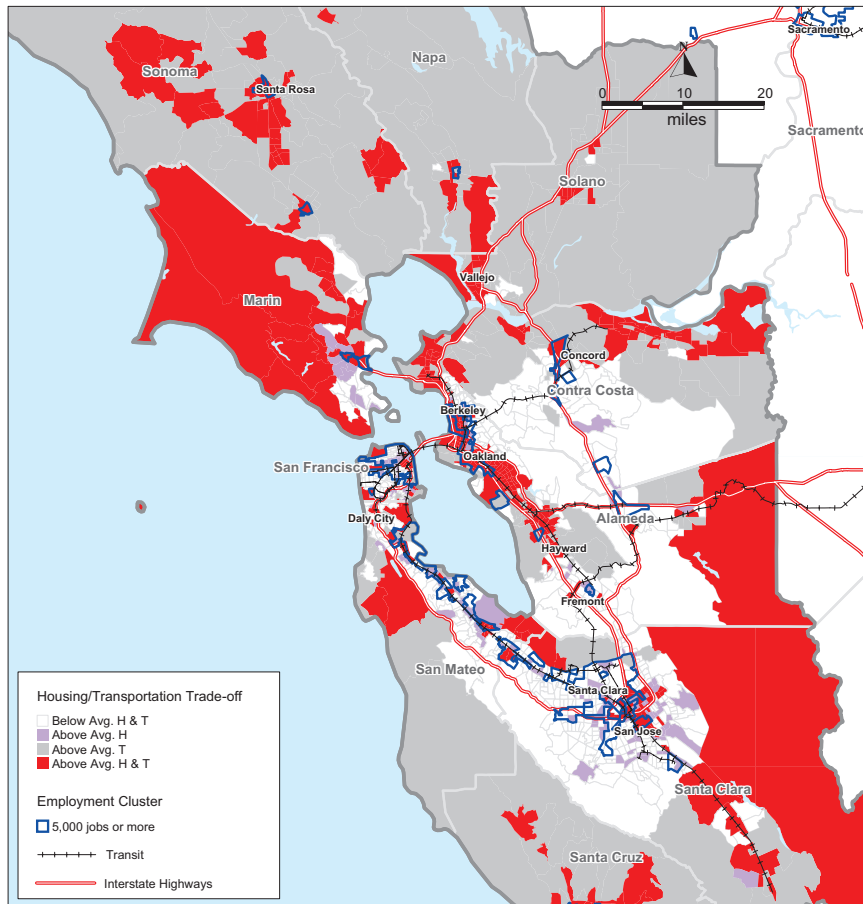 Sacramento
Napa
Sonoma
N
Santa Rosa
0 10 20
miles
Sacramento
Solano
Vallejo
Marin
Concord
Contra Costa
Berkeley
Oakland
San Francisco
Daly City
Alameda
Hayward
Fremont
San Mateo
Santa Clara
San Jose
Santa Clara
Santa Cruz
Housing/Transportation Trade-off
Below Avg. H & T
Above Avg. H
Above Avg. T
Above Avg. H & T
Employment Cluster
5,000 jobs or more
Transit
Interstate Highways